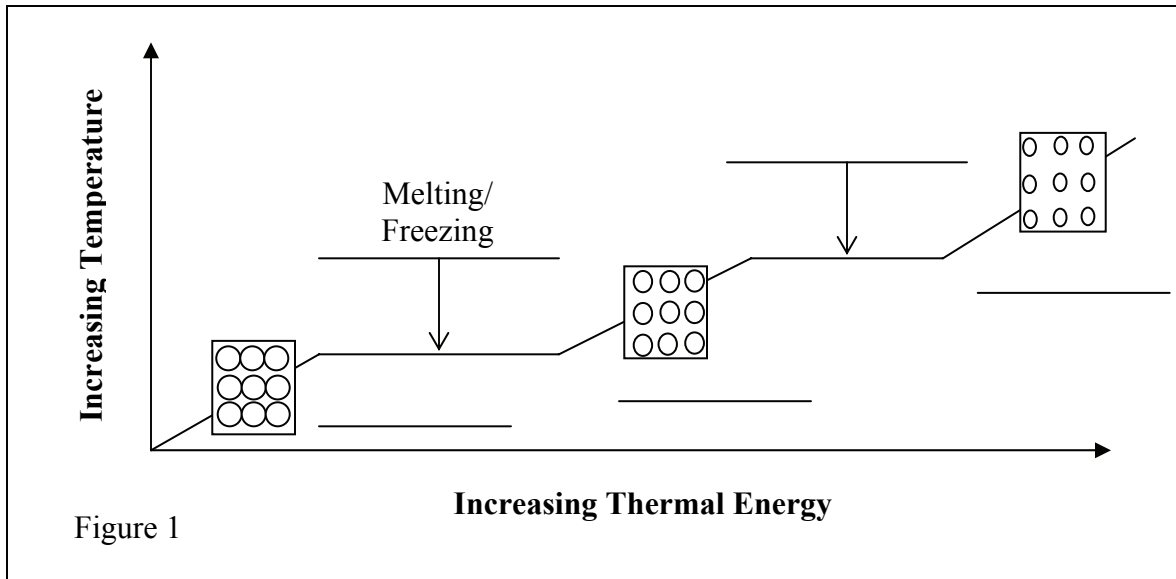 Increasing Temperature
Melting/
Freezing
Increasing Thermal Energy
Figure 1